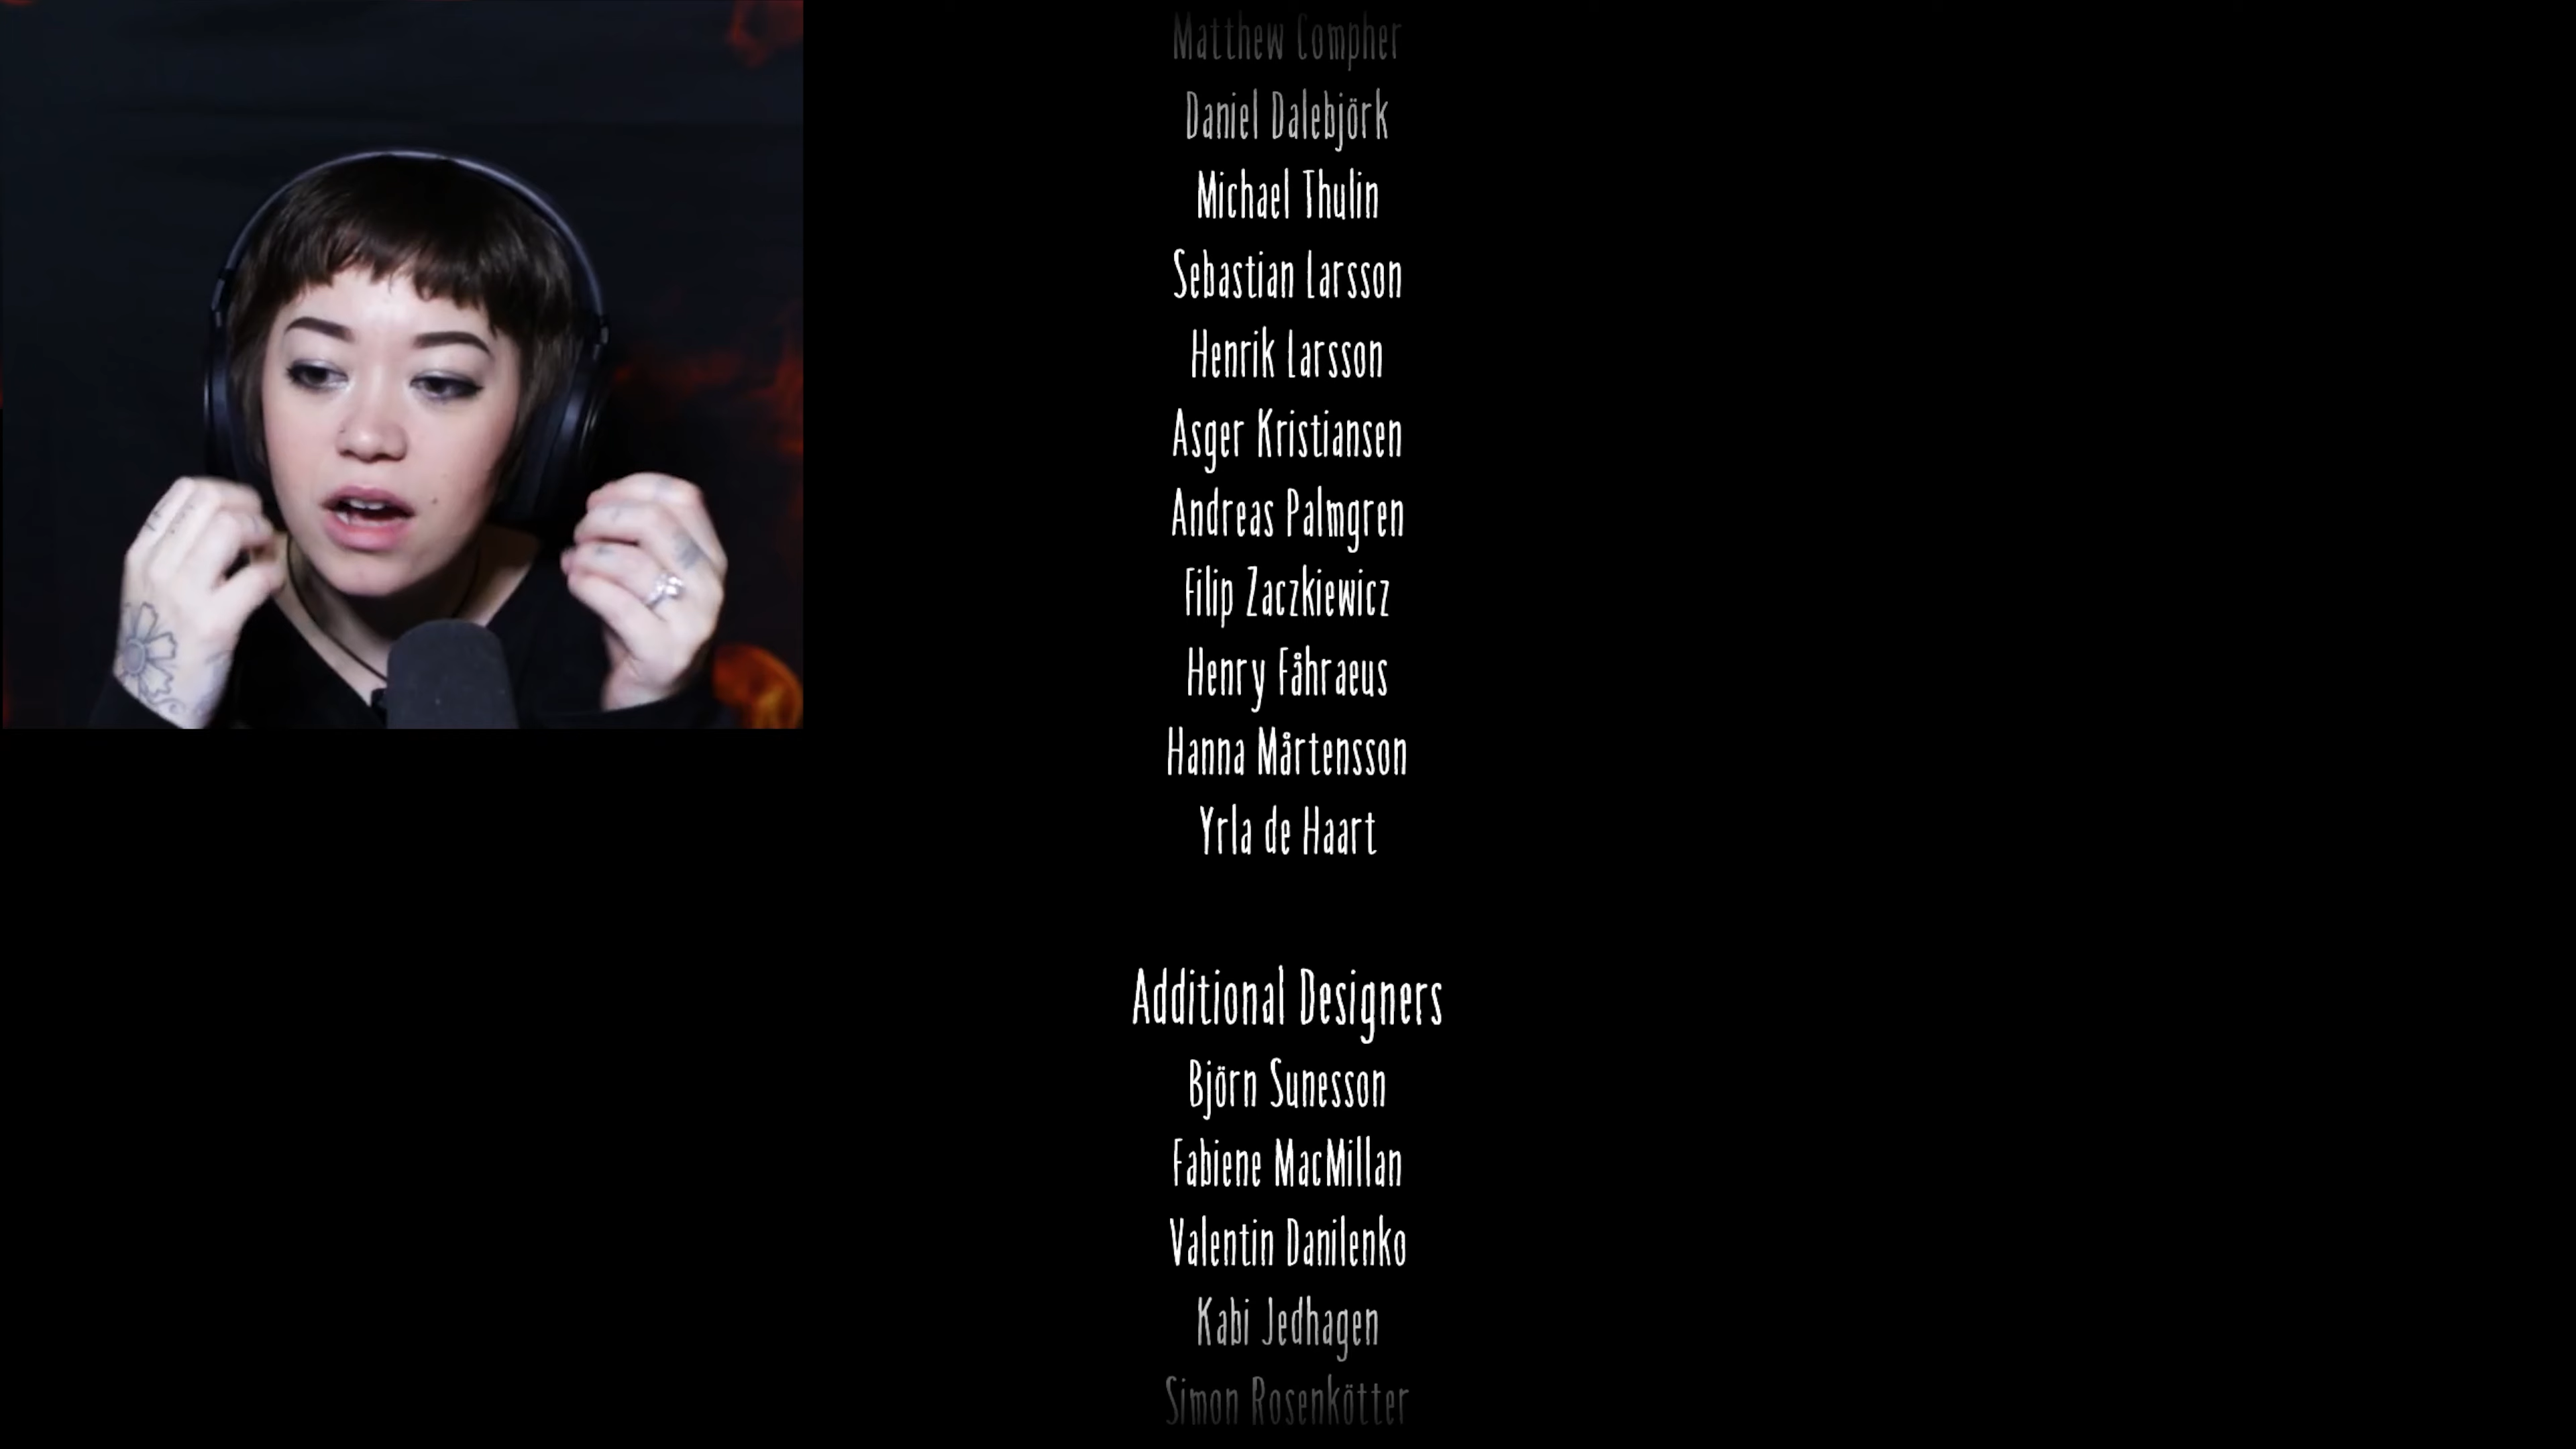 Matthew Compher
Daniel Dalebjörk
Michael Thulin
Sebastian Larsson
Henrik Larsson
Asger Kristiansen
Andreas Palmgren
Filip Zaczkiewicz
Henry Fåhraeus
Hanna Mårtensson
Yrla de Haart
Additional Designers
Björn Sunesson
Fabiene MacMillan
Valentin Danilenko
Kabi Jedhagen
Simon Rosenkötter